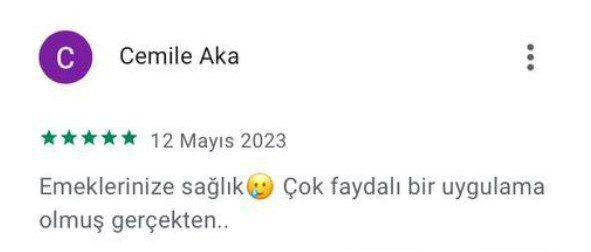 C
Cemile Aka
★★★★★ 12 Mayıs 2023
Emeklerinize sağlık🥲 Çok faydalı bir uygulama
olmuş gerçekten..